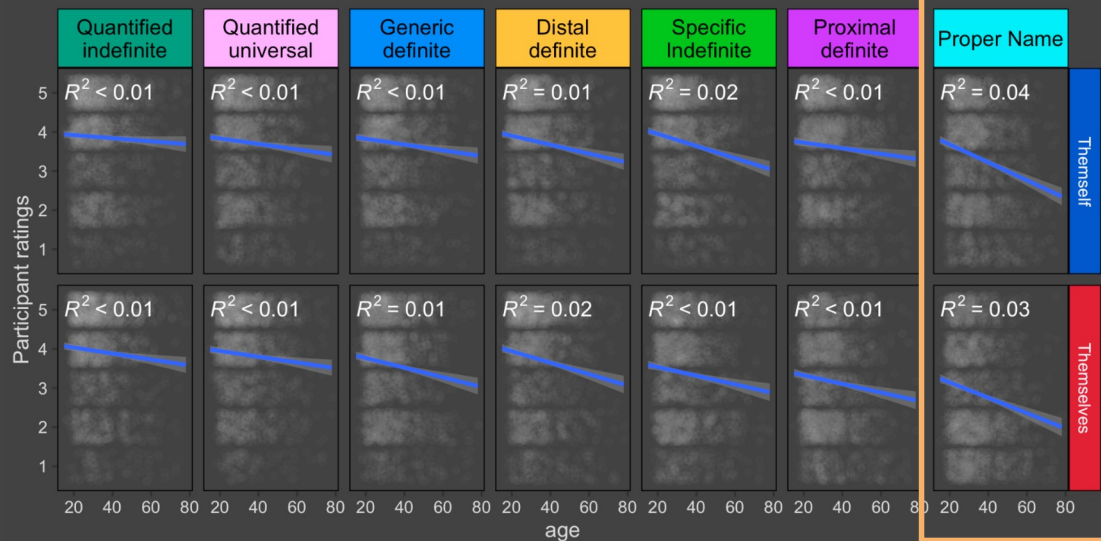 Quantified indefinite
Quantified universal
Generic definite
Distal definite
Specific Indefinite
Proximal definite
Proper Name
R² < 0.01
R² < 0.01
R² < 0.01
R² = 0.01
R² = 0.02
R² < 0.01
R² = 0.04
Themself
5
4
3
2
1
R² < 0.01
R² < 0.01
R² = 0.01
R² = 0.02
R² < 0.01
R² < 0.01
R² = 0.03
Themselves
5
4
3
2
1
Participant ratings
20 40 60 80
20 40 60 80
20 40 60 80
20 40 60 80
20 40 60 80
20 40 60 80
20 40 60 80
age